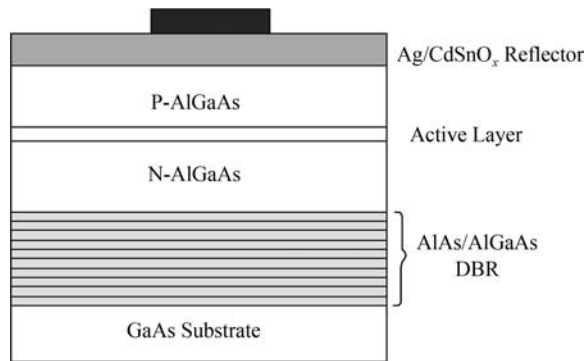 Ag/CdSnOx Reflector
P-AlGaAs
Active Layer
N-AlGaAs
AlAs/AlGaAs
DBR
GaAs Substrate